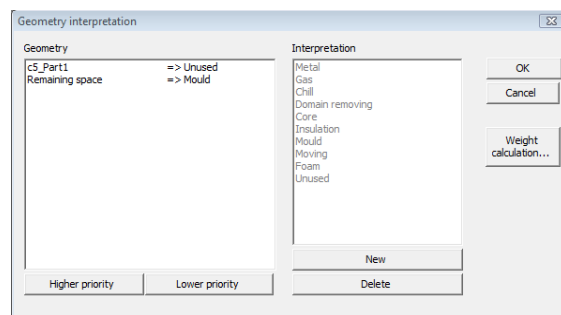 Geometry interpretation
Geometry
c5_Part1 => Unused
Remaining space => Mould
Higher priority
Lower priority
Interpretation
Metal
Gas
Chill
Domain removing
Core
Insulation
Mould
Moving
Foam
Unused
New
Delete
OK
Cancel
Weight
calculation...